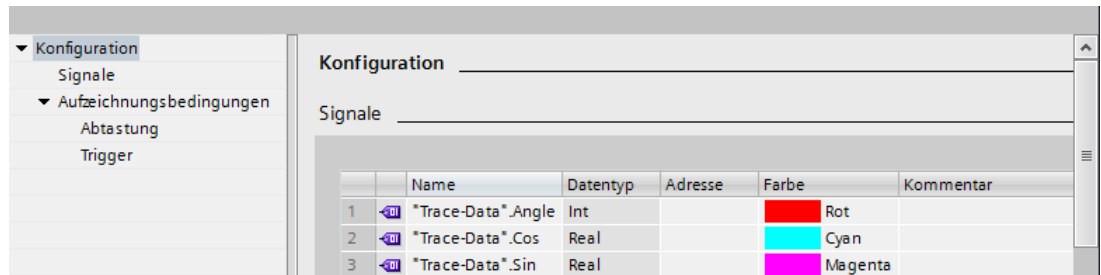 Konfiguration
Signale
Aufzeichnungsbedingungen
Abtastung
Trigger
Konfiguration
Signale
Name Datentyp Adresse Farbe Kommentar
1 "Trace-Data".Angle Int Rot
2 "Trace-Data".Cos Real Cyan
3 "Trace-Data".Sin Real Magenta